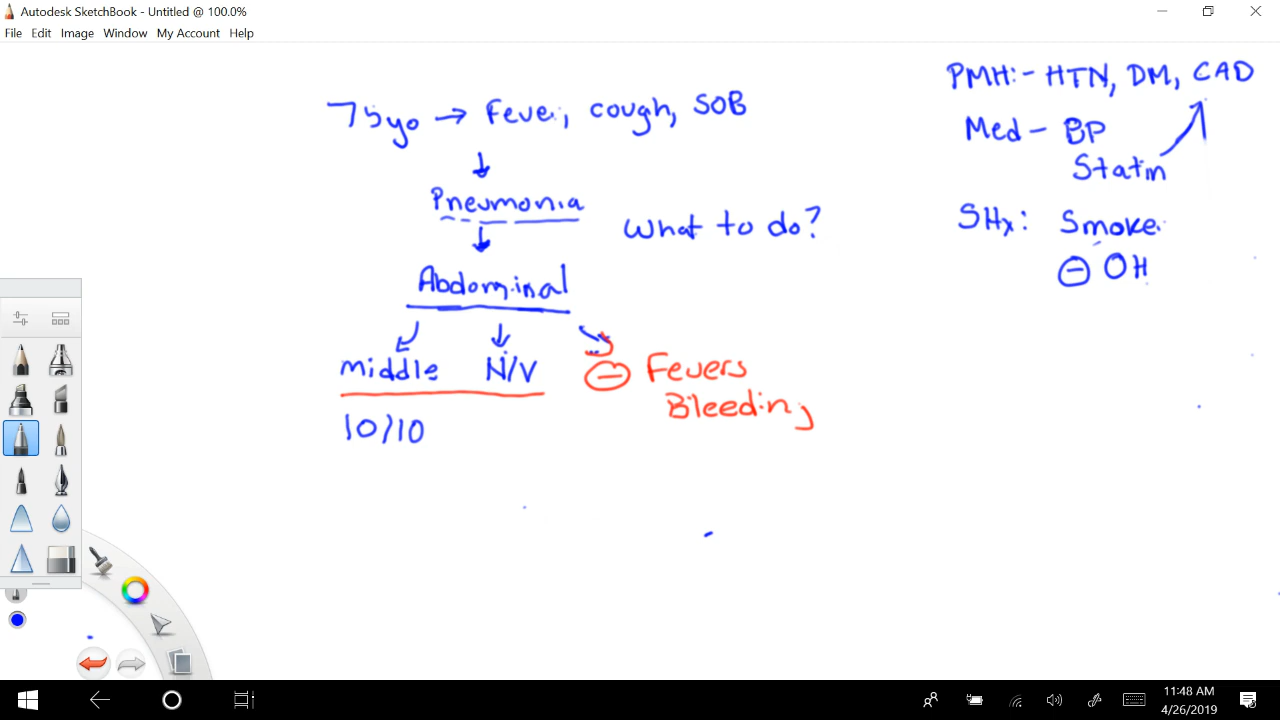 Autodesk SketchBook - Untitled @ 100.0%
File Edit Image Window My Account Help
75yo → Fever, cough, SOB
Pneumonia
What to do?
Abdominal
middle N/V ⊖ Fevers
Bleeding
10/10
PMH:- HTN, DM, CAD
Med - BP
Statin
SHx: Smoke
⊖ OH
11:48 AM
4/26/2019